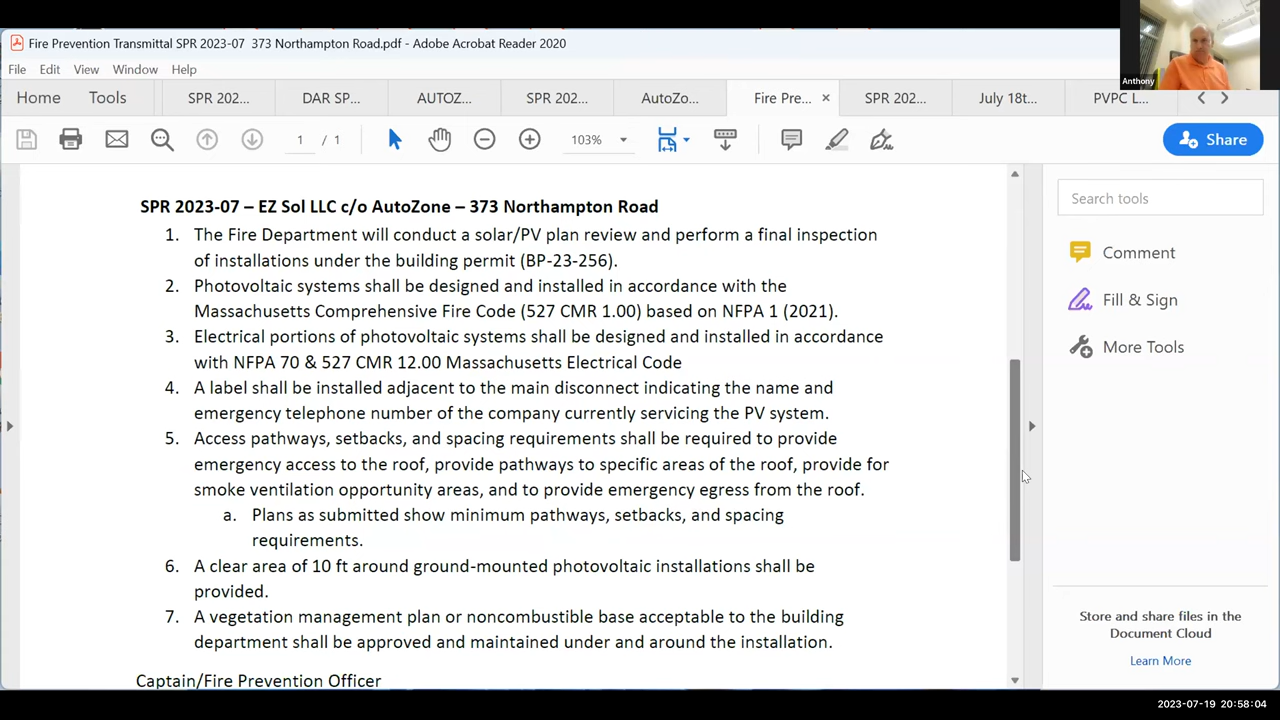 Fire Prevention Transmittal SPR 2023-07 373 Northampton Road.pdf - Adobe Acrobat Reader 2020
Anthony
File Edit View Window Help
Home Tools SPR 202... DAR SP... AUTOZ... SPR 202... AutoZo... Fire Pre... × SPR 202... July 18t... PVPC L...
1 / 1 103% Share
Search tools
Comment
Fill & Sign
More Tools
SPR 2023-07 – EZ Sol LLC c/o AutoZone – 373 Northampton Road
1. The Fire Department will conduct a solar/PV plan review and perform a final inspection
of installations under the building permit (BP-23-256).
2. Photovoltaic systems shall be designed and installed in accordance with the
Massachusetts Comprehensive Fire Code (527 CMR 1.00) based on NFPA 1 (2021).
3. Electrical portions of photovoltaic systems shall be designed and installed in accordance
with NFPA 70 & 527 CMR 12.00 Massachusetts Electrical Code
4. A label shall be installed adjacent to the main disconnect indicating the name and
emergency telephone number of the company currently servicing the PV system.
5. Access pathways, setbacks, and spacing requirements shall be required to provide
emergency access to the roof, provide pathways to specific areas of the roof, provide for
smoke ventilation opportunity areas, and to provide emergency egress from the roof.
a. Plans as submitted show minimum pathways, setbacks, and spacing
requirements.
6. A clear area of 10 ft around ground-mounted photovoltaic installations shall be
provided.
7. A vegetation management plan or noncombustible base acceptable to the building
department shall be approved and maintained under and around the installation.
Captain/Fire Prevention Officer
Store and share files in the
Document Cloud
Learn More
2023-07-19 20:58:04